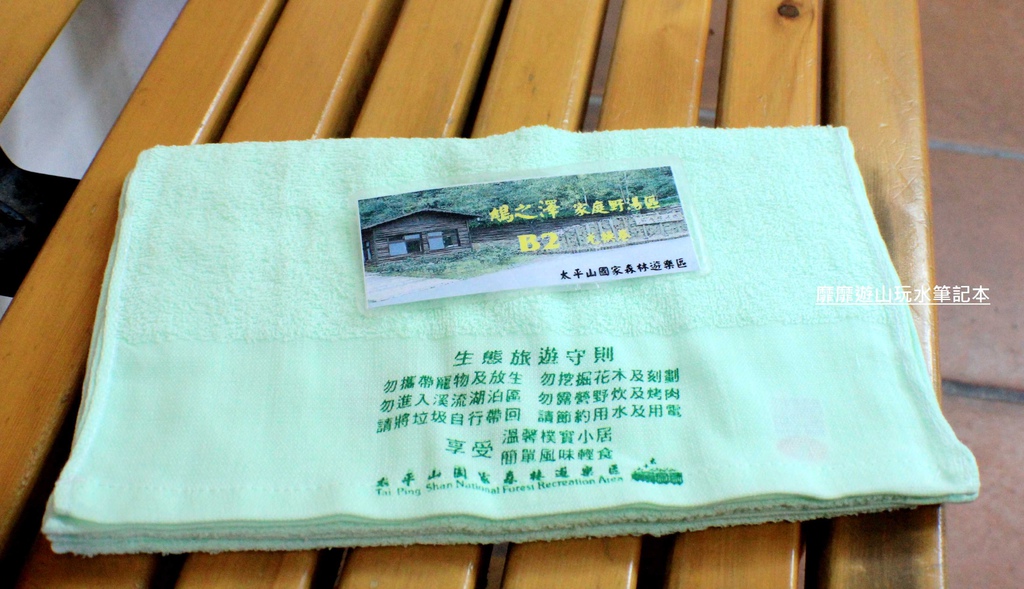 鳩之澤 家庭野湯區
B2
太平山國家森林遊樂區
靡靡遊山玩水筆記本
生態旅遊守則
勿攜帶寵物及放生 勿挖掘花木及刻劃
勿進入溪流湖泊區 勿露營野炊及烤肉
請將垃圾自行帶回 請節約用水及用電
享受 溫馨樸實小居
簡單風味輕食
太平山國家森林遊樂區
Tai Ping Shan National Forest Recreation Area